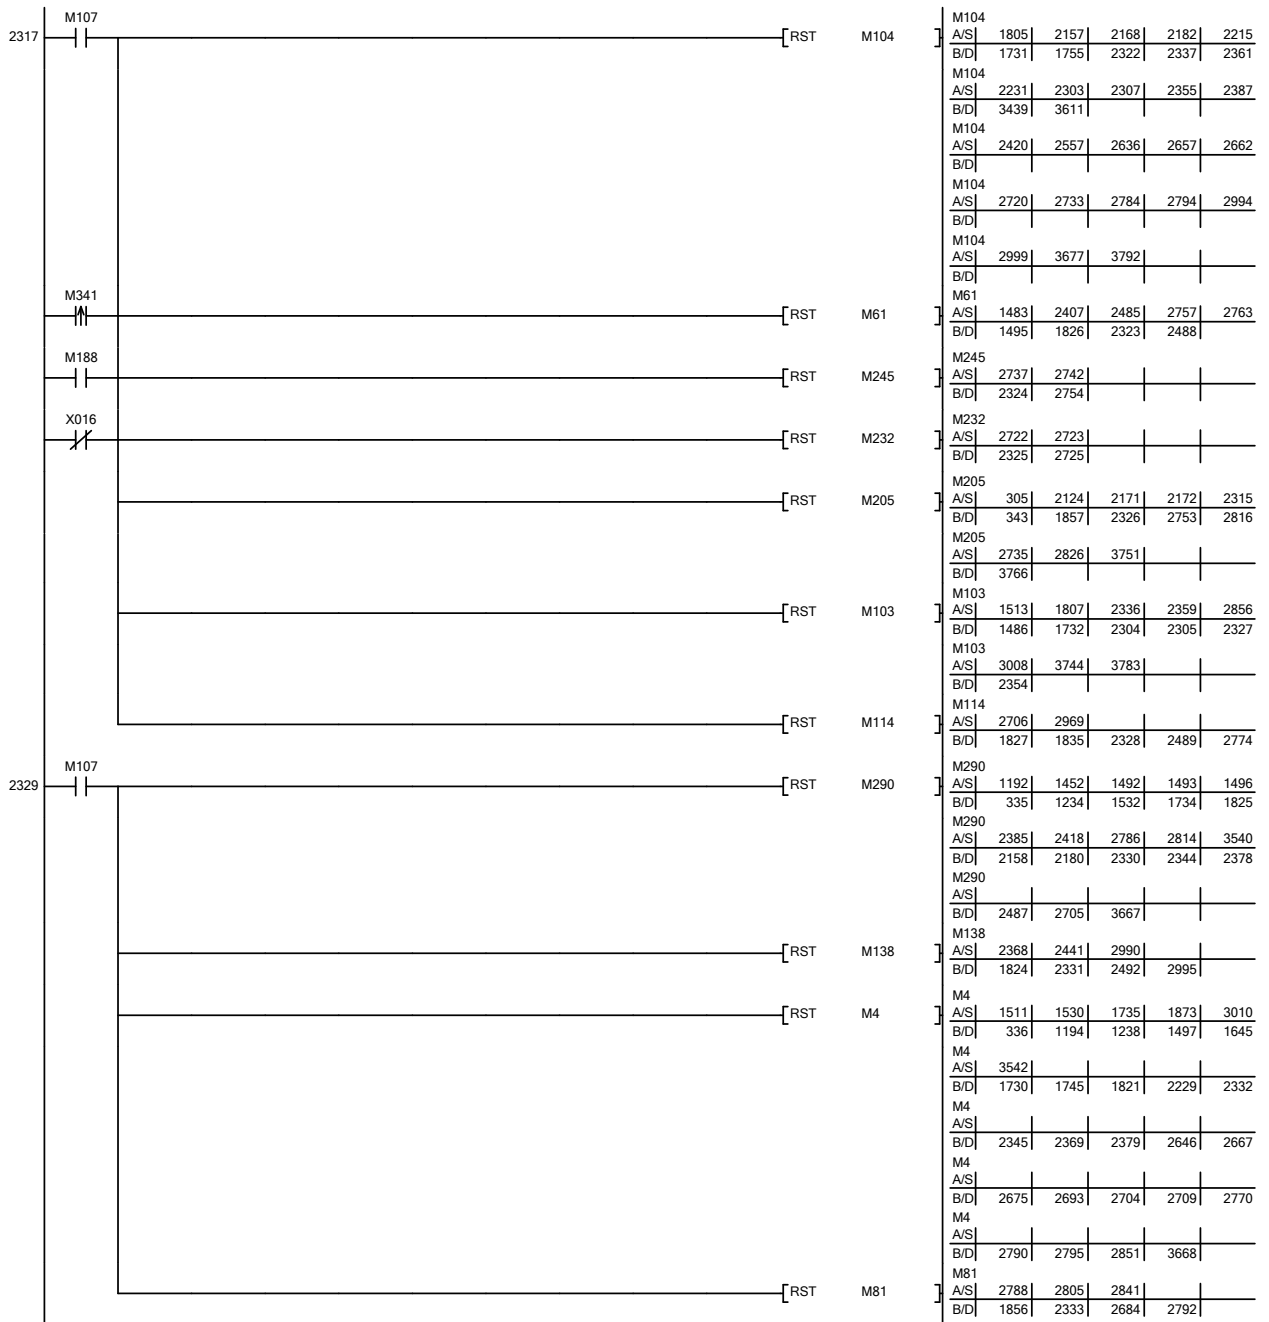 M107
2317 RST M104
M104
A/S 1805 2157 2168 2182 2215
B/D 1731 1755 2322 2337 2361
M104
A/S 2231 2303 2307 2355 2387
B/D 3439 3611
M104
A/S 2420 2557 2636 2657 2662
B/D
M104
A/S 2720 2733 2784 2794 2994
B/D
M104
A/S 2999 3677 3792
B/D
M341
RST M61
M61
A/S 1483 2407 2485 2757 2763
B/D 1495 1826 2323 2488
M188
RST M245
M245
A/S 2737 2742
B/D 2324 2754
X016
RST M232
M232
A/S 2722 2723
B/D 2325 2725
RST M205
M205
A/S 305 2124 2171 2172 2315
B/D 343 1857 2326 2753 2816
M205
A/S 2735 2826 3751
B/D 3766
RST M103
M103
A/S 1513 1807 2336 2359 2856
B/D 1486 1732 2304 2305 2327
M103
A/S 3008 3744 3783
B/D 2354
RST M114
M114
A/S 2706 2969
B/D 1827 1835 2328 2489 2774
M107
2329 RST M290
M290
A/S 1192 1452 1492 1493 1496
B/D 335 1234 1532 1734 1825
M290
A/S 2385 2418 2786 2814 3540
B/D 2158 2180 2330 2344 2378
M290
A/S
B/D 2487 2705 3667
RST M138
M138
A/S 2368 2441 2990
B/D 1824 2331 2492 2995
RST M4
M4
A/S 1511 1530 1735 1873 3010
B/D 336 1194 1238 1497 1645
M4
A/S 3542
B/D 1730 1745 1821 2229 2332
M4
A/S
B/D 2345 2369 2379 2646 2667
M4
A/S
B/D 2675 2693 2704 2709 2770
M4
A/S
B/D 2790 2795 2851 3668
RST M81
M81
A/S 2788 2805 2841
B/D 1856 2333 2684 2792